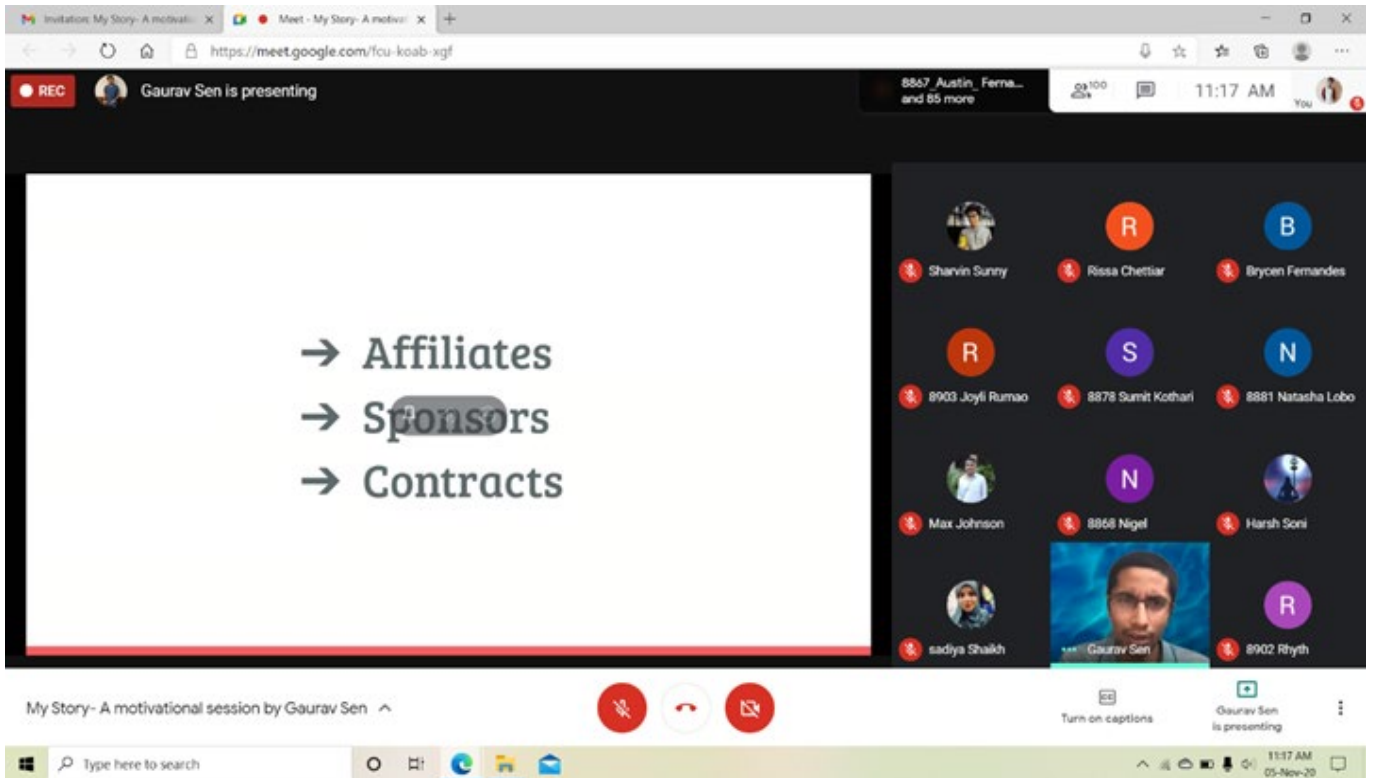 Invitation: My Story- A motivati
Meet - My Story- A motivat
https://meet.google.com/fcu-koab-xgf
REC
Gaurav Sen is presenting
8867_Austin_Ferna...
and 85 more
100
11:17 AM
You
→ Affiliates
→ Sponsors
→ Contracts
Sharvin Sunny
R
Rissa Chettiar
B
Brycen Fernandes
R
8903 Joyli Rumao
S
8878 Sumit Kothari
N
8881 Natasha Lobo
Max Johnson
N
8868 Nigel
Harsh Soni
sadiya Shaikh
Gaurav Sen
R
8902 Rhyth
My Story- A motivational session by Gaurav Sen
CC
Turn on captions
Gaurav Sen
is presenting
Type here to search
11:17 AM
05-Nov-20